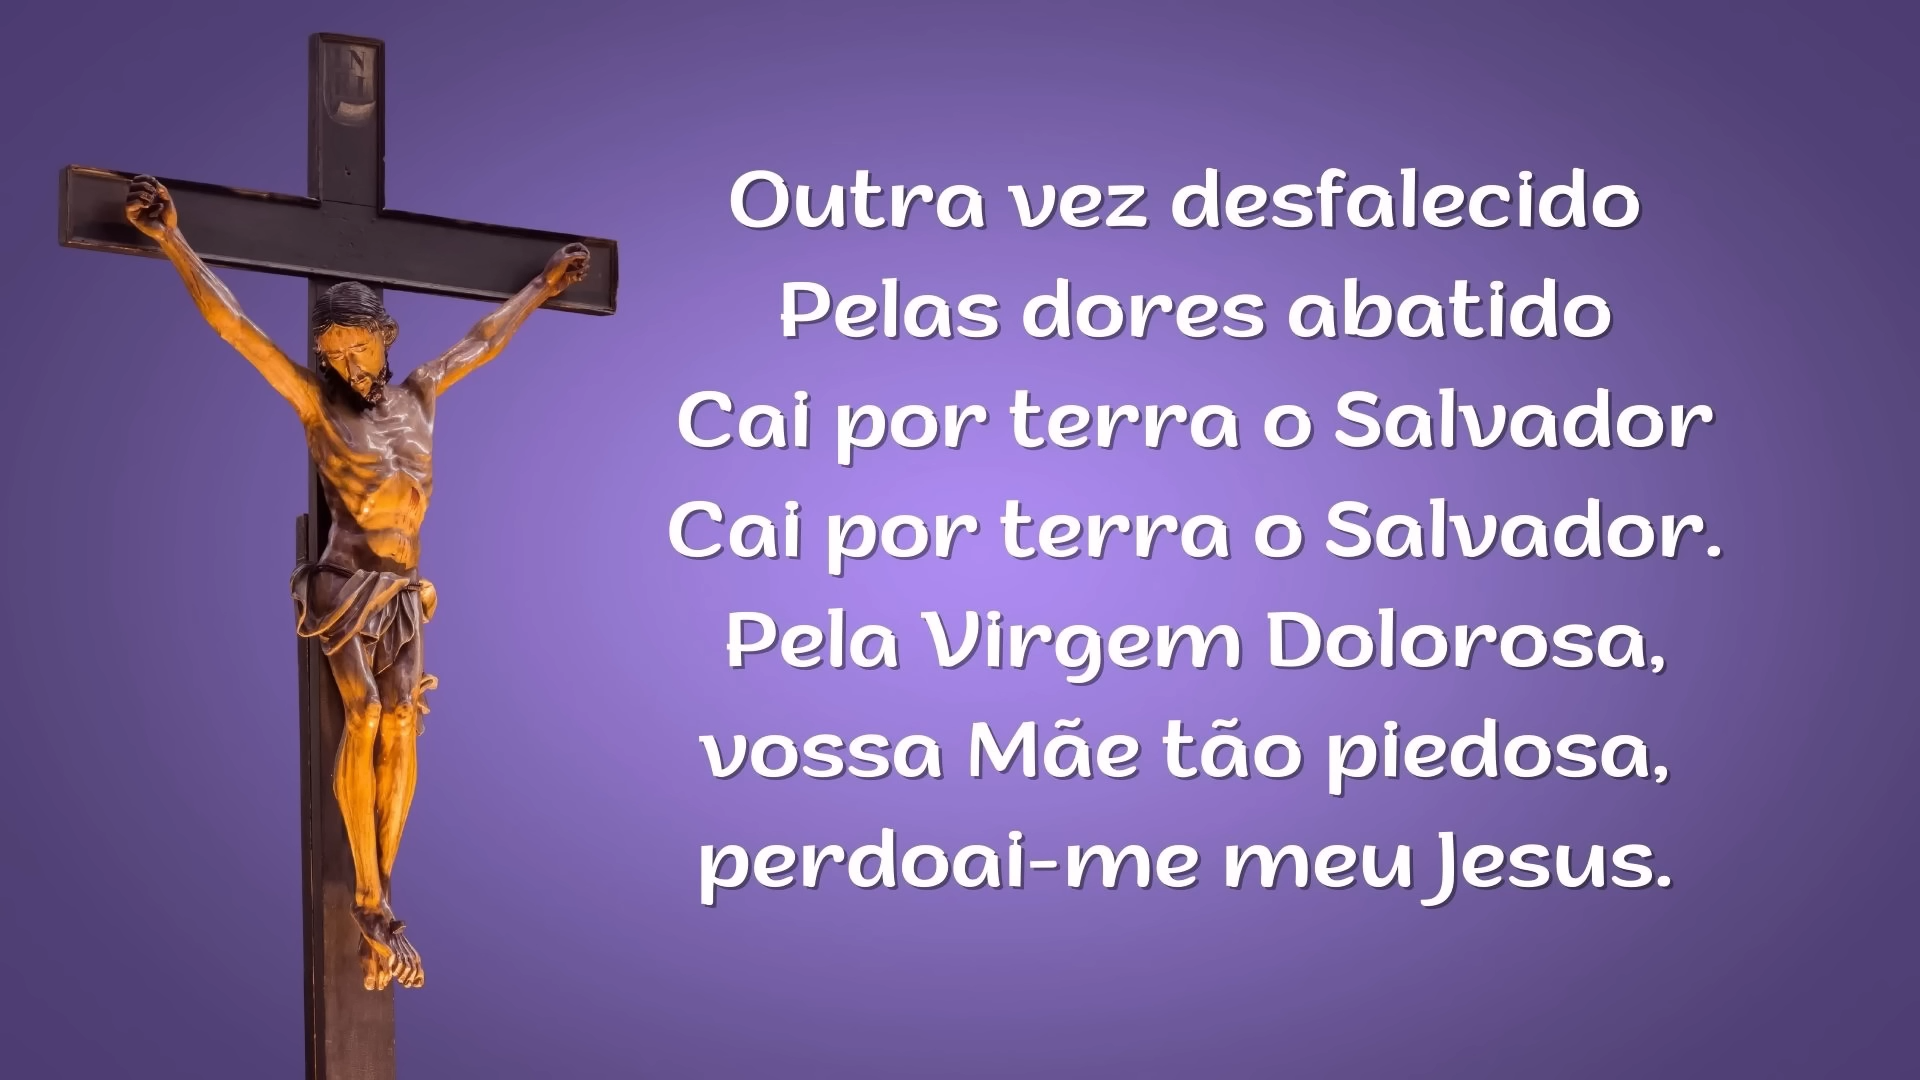 Outra vez desfalecido
Pelas dores abatido
Cai por terra o Salvador
Cai por terra o Salvador.
Pela Virgem Dolorosa,
vossa Mãe tão piedosa,
perdoai-me meu Jesus.